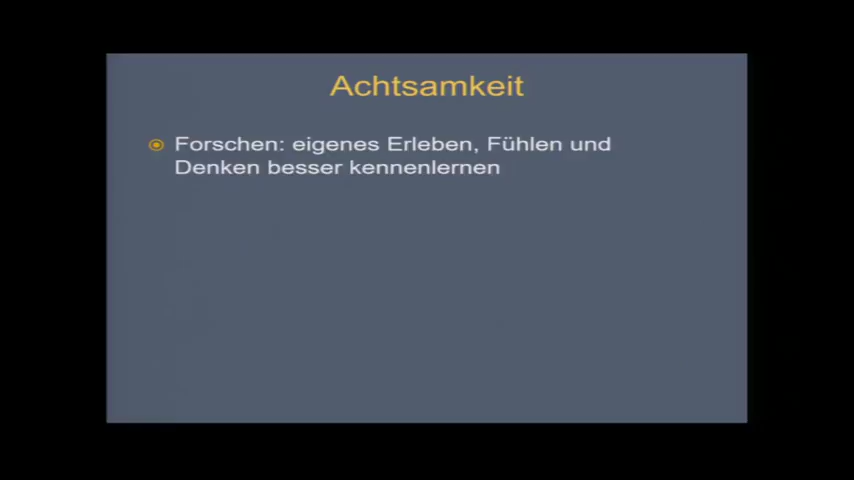 Achtsamkeit
Forschen: eigenes Erleben, Fühlen und
Denken besser kennenlernen